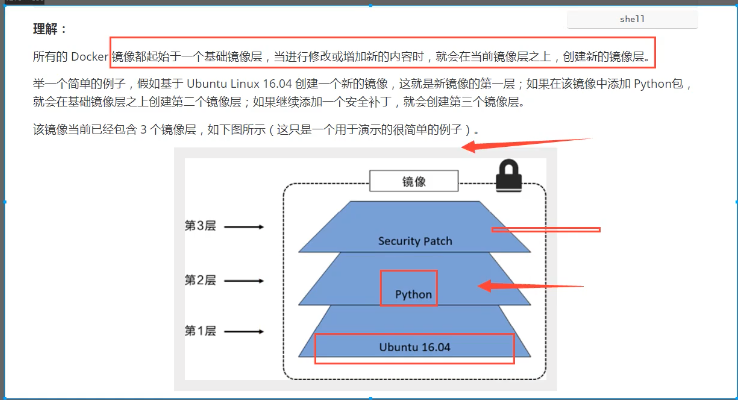 shell
理解：
所有的 Docker 镜像都起始于一个基础镜像层，当进行修改或增加新的内容时，就会在当前镜像层之上，创建新的镜像层。
举一个简单的例子，假如基于 Ubuntu Linux 16.04 创建一个新的镜像，这就是新镜像的第一层；如果在该镜像中添加 Python包，
就会在基础镜像层之上创建第二个镜像层；如果继续添加一个安全补丁，就会创建第三个镜像层。
该镜像当前已经包含 3 个镜像层，如下图所示（这只是一个用于演示的很简单的例子）。
镜像
第3层
Security Patch
第2层
Python
第1层
Ubuntu 16.04